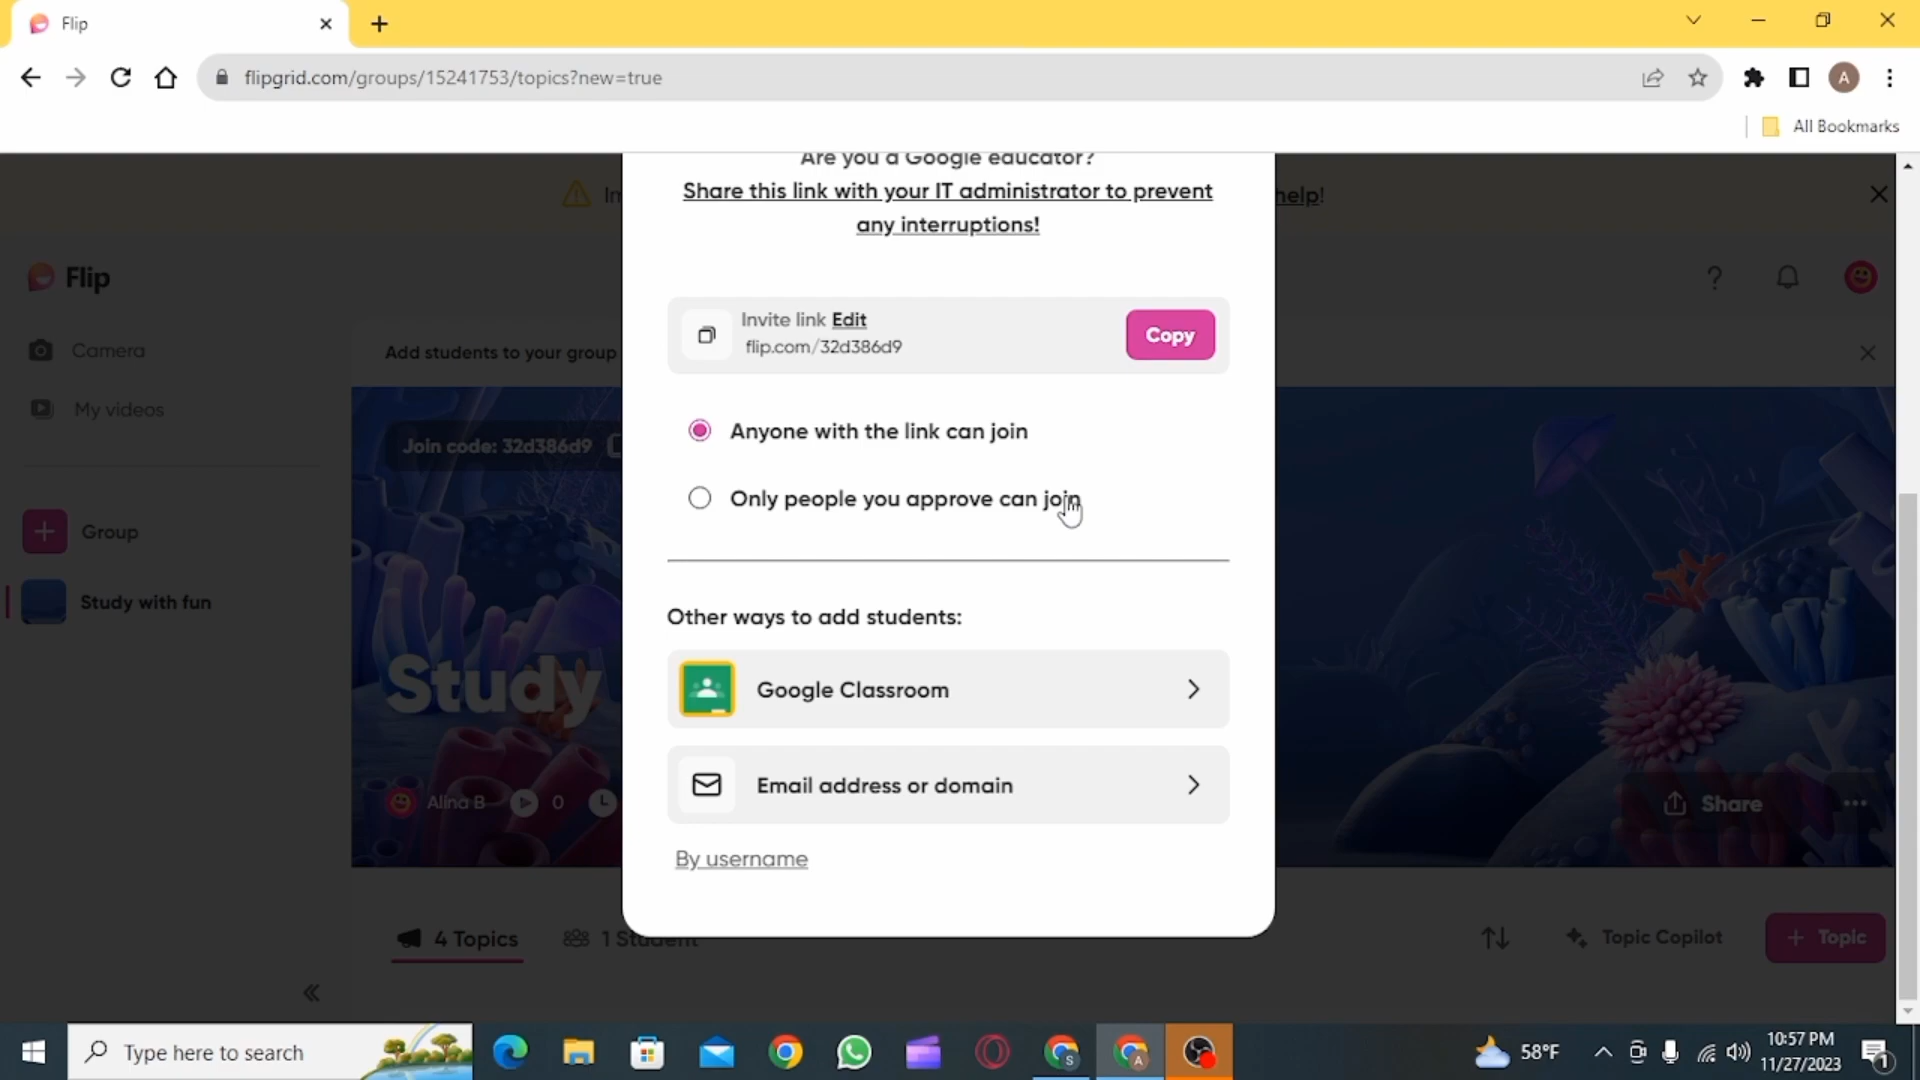 Flip
flipgrid.com/groups/15241753/topics?new=true
A
All Bookmarks
Are you a Google educator?
Share this link with your IT administrator to prevent
any interruptions!
help!
Flip
Camera
My videos
Group
Study with fun
Add students to your group
Join code: 32d386d9
Study
Alina B
0
Invite link Edit
flip.com/32d386d9
Copy
Anyone with the link can join
Only people you approve can join
Other ways to add students:
Google Classroom
Email address or domain
By username
Share
4 Topics
1 Student
Topic Copilot
+ Topic
Type here to search
S
A
58°F
10:57 PM
11/27/2023
1